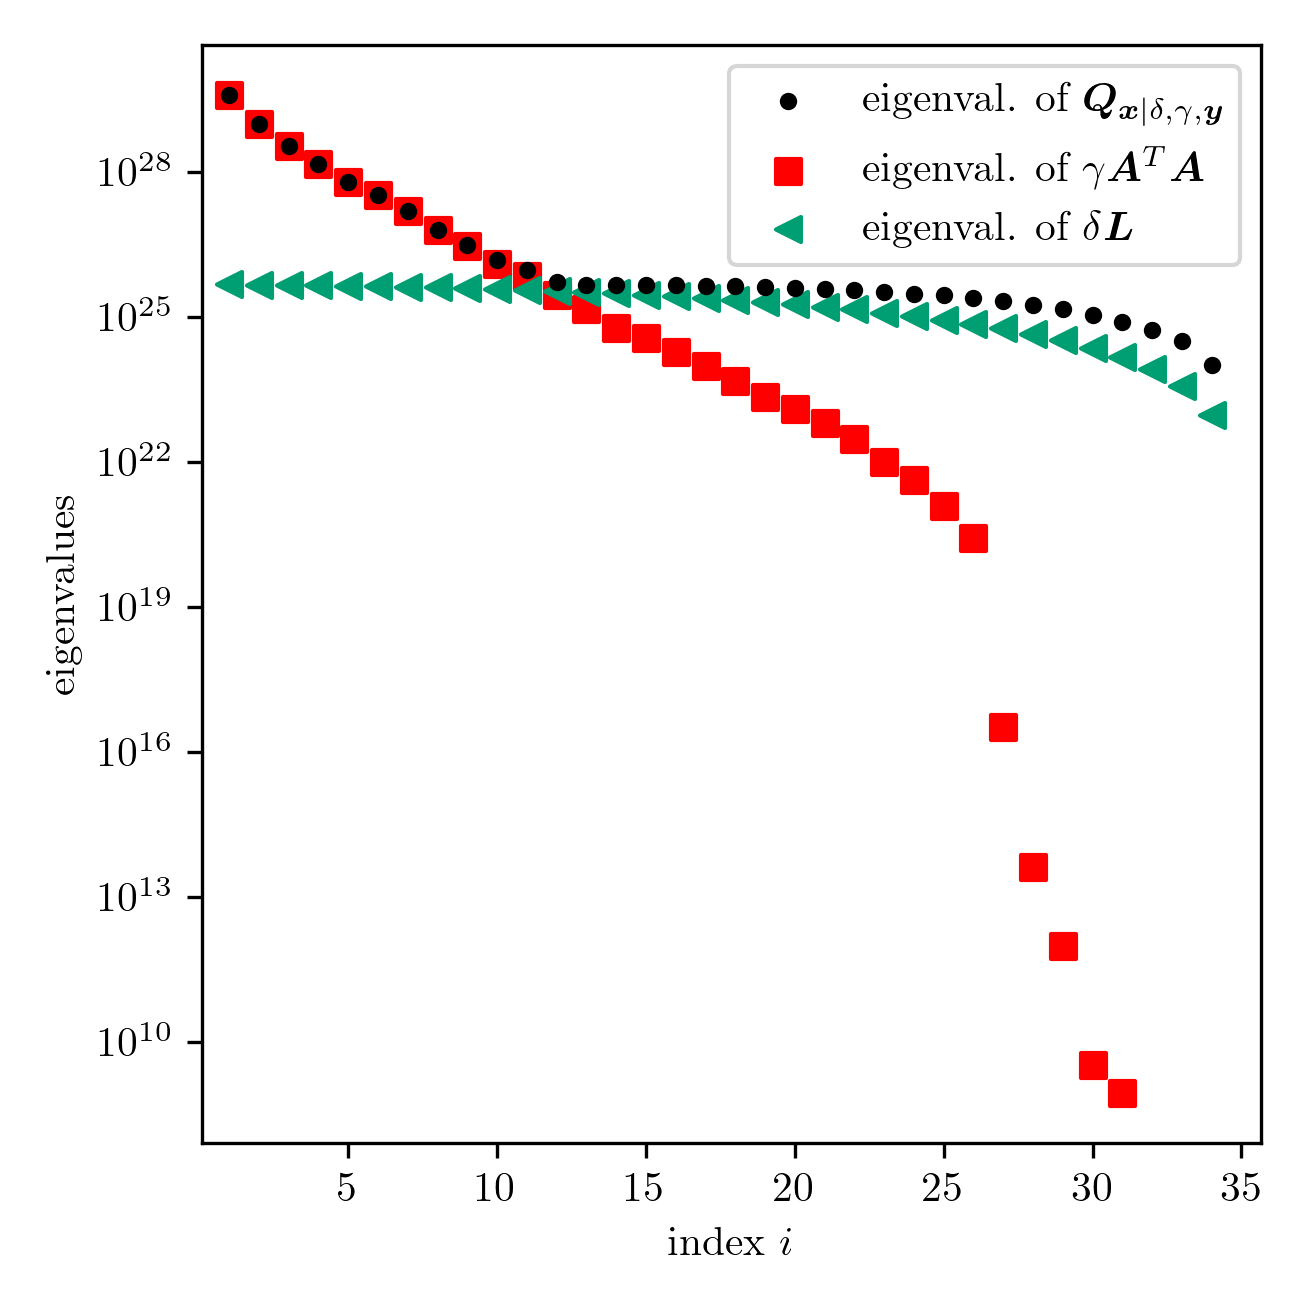 eigenval. of Q_{x|δ,γ,y}
eigenval. of γA^T A
eigenval. of δL
10^28
10^25
10^22
10^19
10^16
10^13
10^10
eigenvalues
5 10 15 20 25 30 35
index i